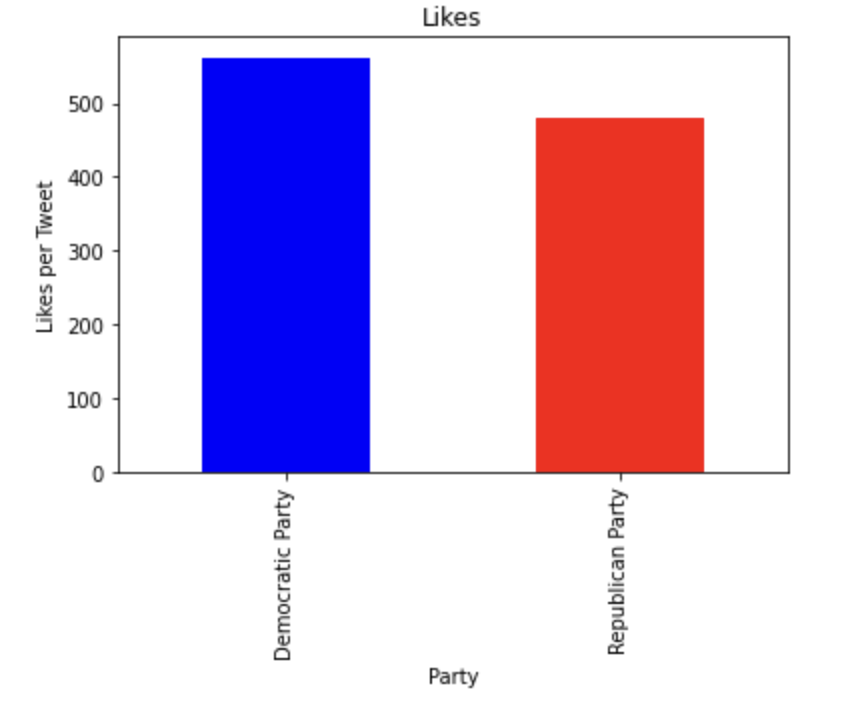 Likes
Likes per Tweet
500
400
300
200
100
0
Democratic Party
Republican Party
Party